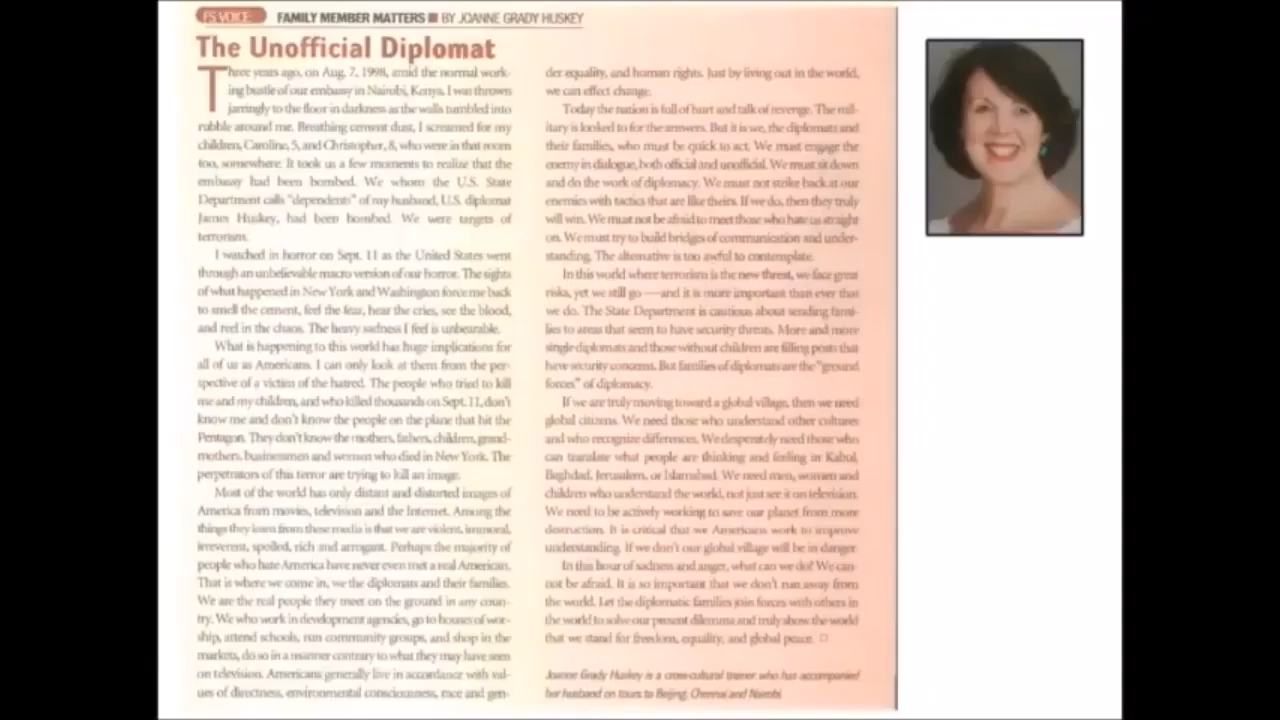 FS VOICE FAMILY MEMBER MATTERS ■ BY JOANNE GRADY HUSKEY
The Unofficial Diplomat
Three years ago, on Aug. 7, 1998, amid the normal work-
ing bustle of our embassy in Nairobi, Kenya, I was thrown
jarringly to the floor in darkness as the walls tumbled into
rubble around me. Breathing cement dust, I screamed for my
children, Caroline, 5, and Christopher, 8, who were in that room
too, somewhere. It took us a few moments to realize that the
embassy had been bombed. We whom the U.S. State
Department calls "dependents" of my husband, U.S. diplomat
James Huskey, had been bombed. We were targets of
terrorism.
I watched in horror on Sept. 11 as the United States went
through an unbelievable macro version of our horror. The sights
of what happened in New York and Washington force me back
to smell the cement, feel the fear, hear the cries, see the blood,
and reel in the chaos. The heavy sadness I feel is unbearable.
What is happening to this world has huge implications for
all of us as Americans. I can only look at them from the per-
spective of a victim of the hatred. The people who tried to kill
me and my children, and who killed thousands on Sept. 11, don't
know me and don't know the people on the plane that hit the
Pentagon. They don't know the mothers, fathers, children, grand-
mothers, businessmen and women who died in New York. The
perpetrators of this terror are trying to kill an image.
Most of the world has only distant and distorted images of
America from movies, television and the Internet. Among the
things they learn from these media is that we are violent, immoral,
irreverent, spoiled, rich and arrogant. Perhaps the majority of
people who hate America have never even met a real American.
That is where we come in, we the diplomats and their families.
We are the real people they meet on the ground in any coun-
try. We who work in development agencies, go to houses of wor-
ship, attend schools, run community groups, and shop in the
markets, do so in a manner contrary to what they may have seen
on television. Americans generally live in accordance with val-
ues of directness, environmental consciousness, race and gen-
der equality, and human rights. Just by living out in the world,
we can effect change.
Today the nation is full of hurt and talk of revenge. The mil-
itary is looked to for the answers. But it is we, the diplomats and
their families, who must be quick to act. We must engage the
enemy in dialogue, both official and unofficial. We must sit down
and do the work of diplomacy. We must not strike back at our
enemies with tactics that are like theirs. If we do, then they truly
will win. We must not be afraid to meet those who hate us straight
on. We must try to build bridges of communication and under-
standing. The alternative is too awful to contemplate.
In this world where terrorism is the new threat, we face great
risks, yet we still go — and it is more important than ever that
we do. The State Department is cautious about sending fami-
lies to areas that seem to have security threats. More and more
single diplomats and those without children are filling posts that
have security concerns. But families of diplomats are the "ground
forces" of diplomacy.
If we are truly moving toward a global village, then we need
global citizens. We need those who understand other cultures
and who recognize differences. We desperately need those who
can translate what people are thinking and feeling in Kabul,
Baghdad, Jerusalem, or Islamabad. We need men, women and
children who understand the world, not just see it on television.
We need to be actively working to save our planet from more
destruction. It is critical that we Americans work to improve
understanding. If we don't our global village will be in danger.
In this hour of sadness and anger, what can we do? We can-
not be afraid. It is so important that we don't run away from
the world. Let the diplomatic families join forces with others in
the world to solve our present dilemma and truly show the world
that we stand for freedom, equality, and global peace. □
Joanne Grady Huskey is a cross-cultural trainer who has accompanied
her husband on tours to Beijing, Chennai and Nairobi.